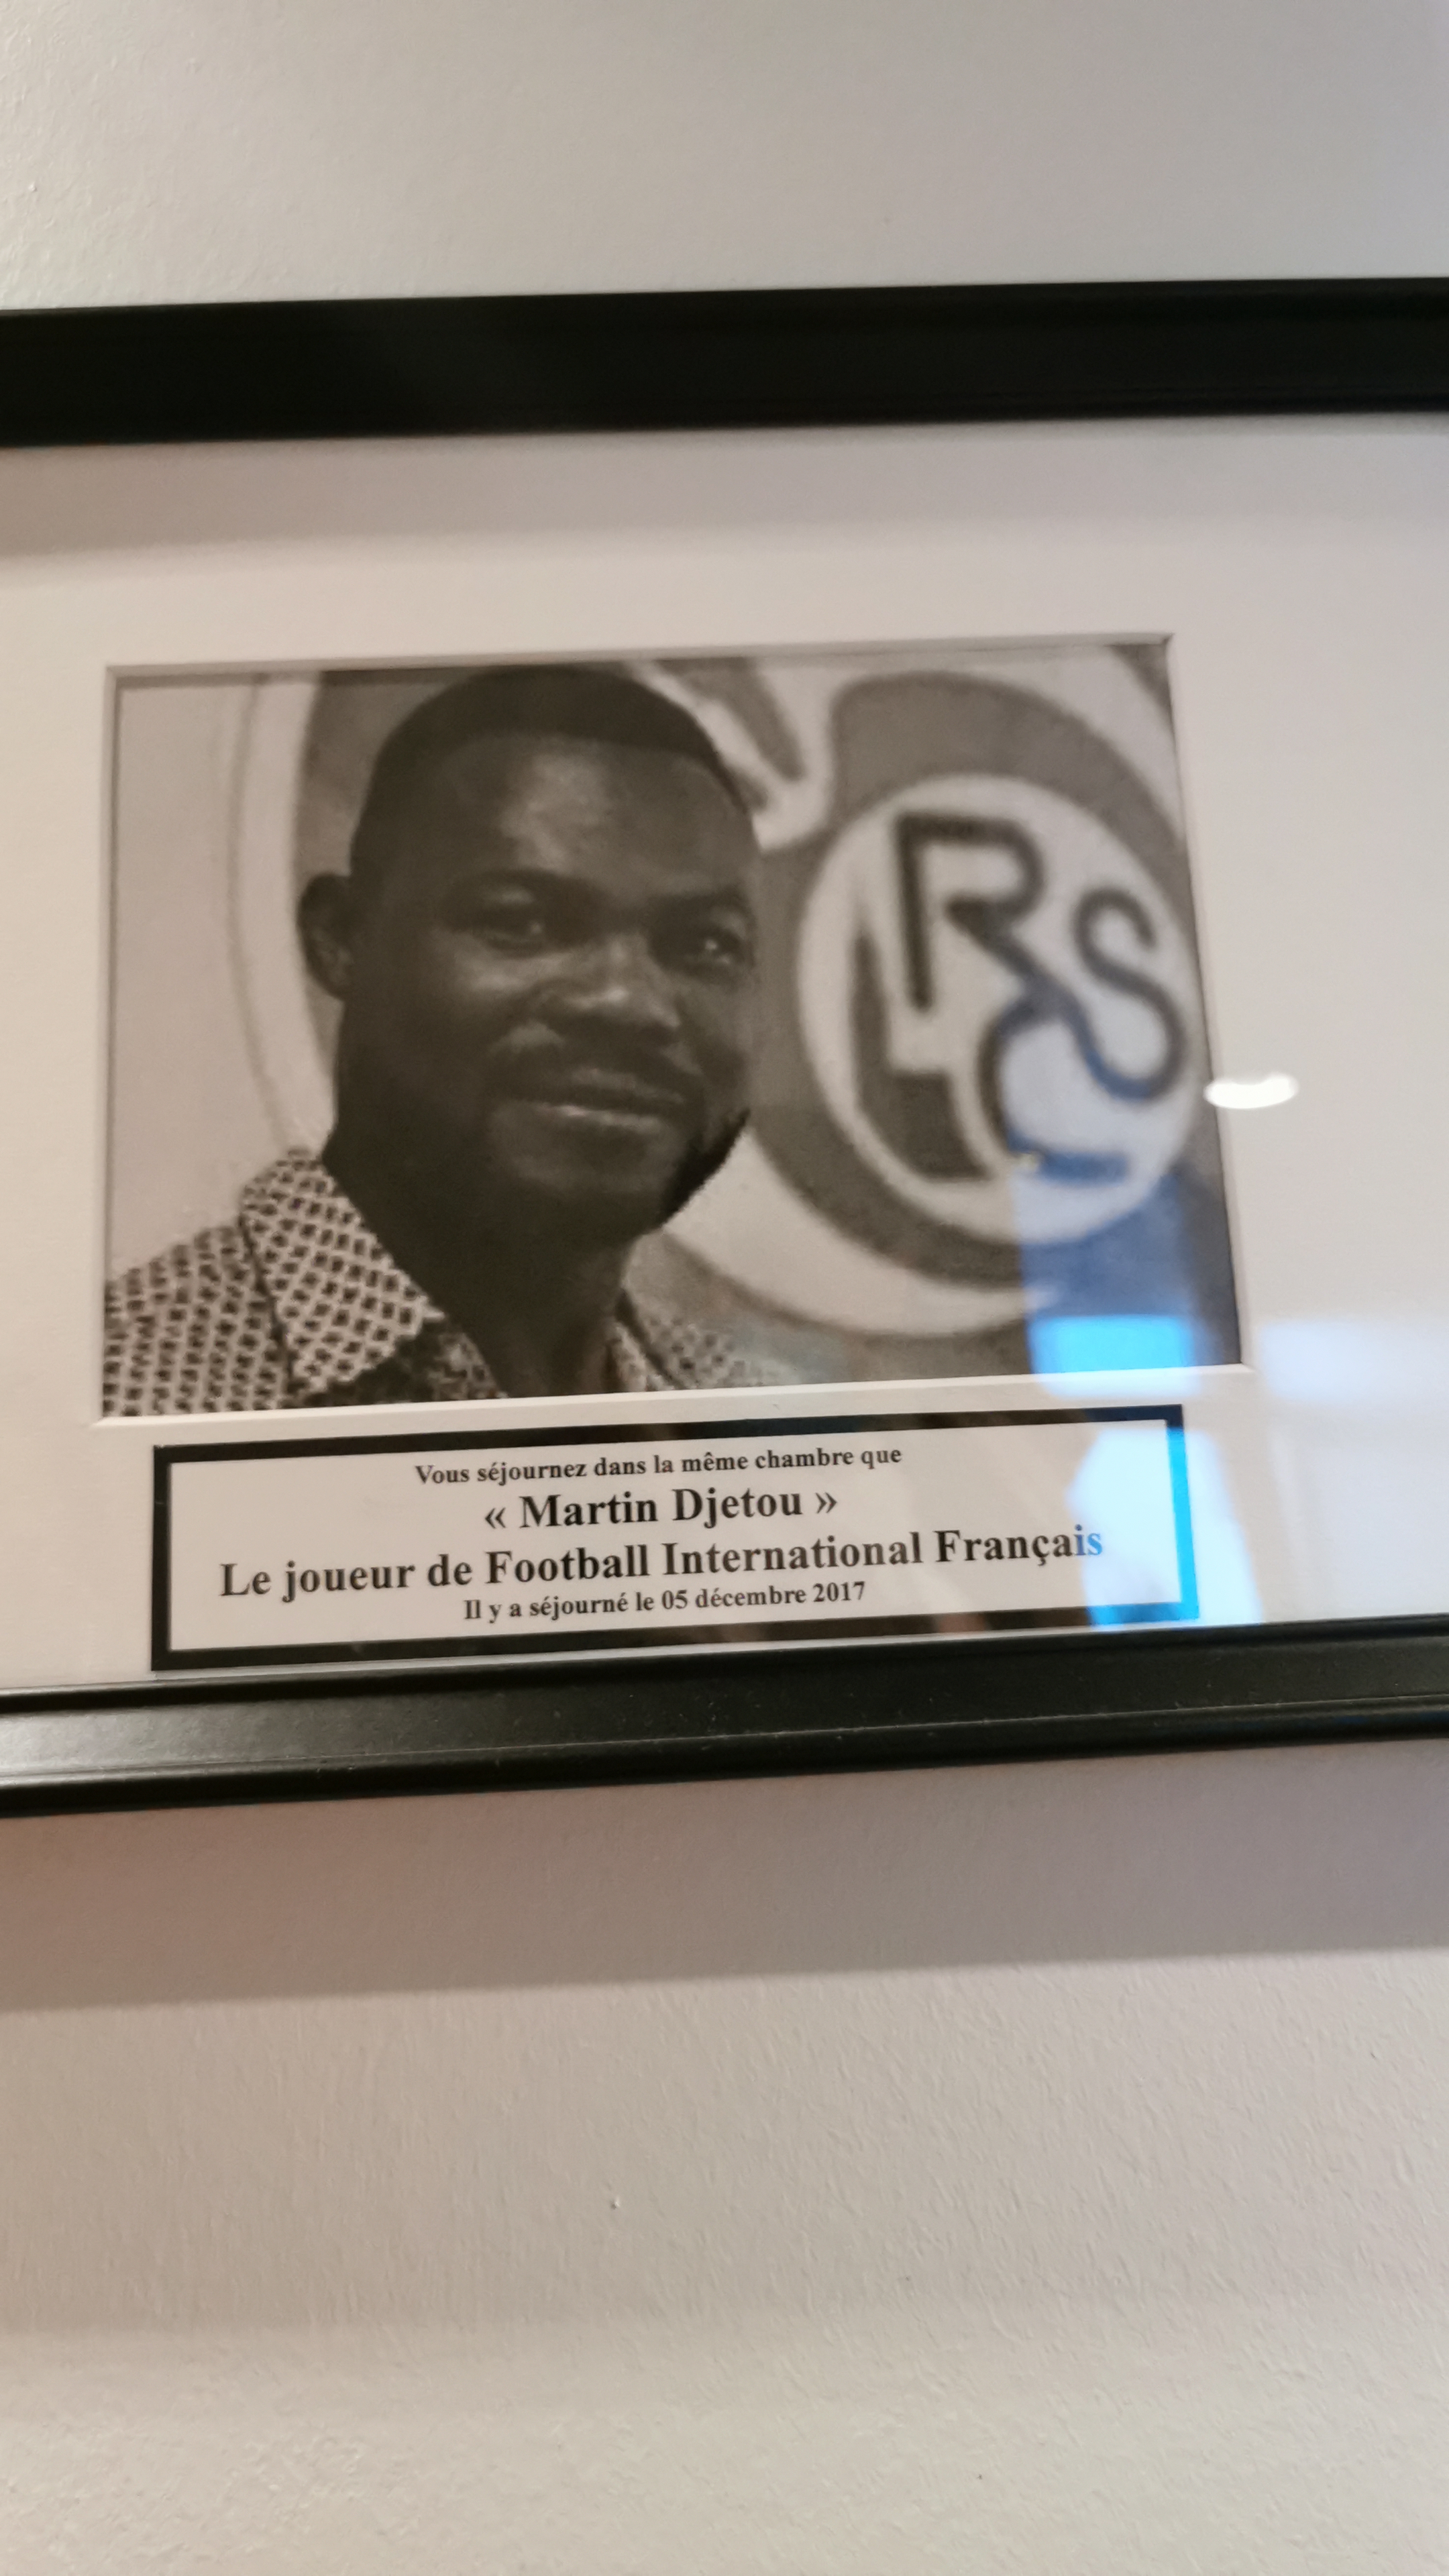 RSC
L
Vous séjournez dans la même chambre que
« Martin Djetou »
Le joueur de Football International Français
Il y a séjourné le 05 décembre 2017